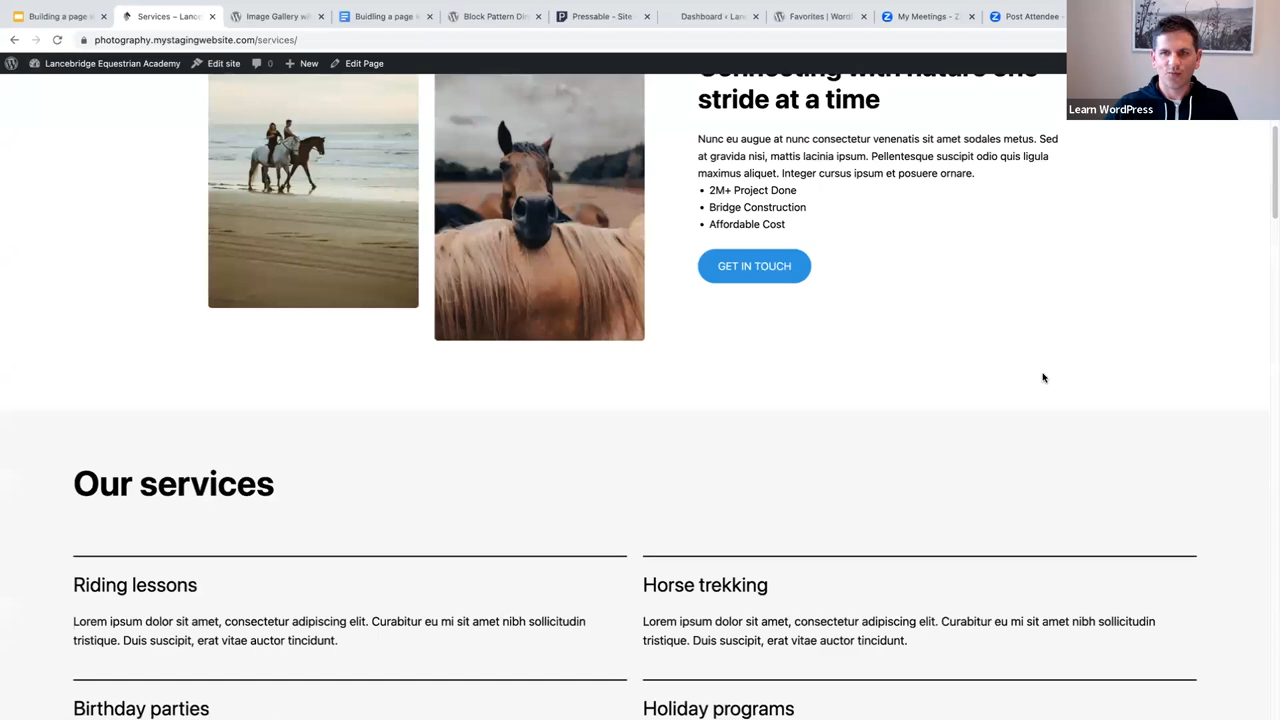 Building a page
Services – Lance
Image Gallery w
Buidling a page
Block Pattern Dir
Pressable - Site
Dashboard ‹ Lan
Favorites | Word
My Meetings - Z
Post Attendee -
photography.mystagingwebsite.com/services/
Lancebridge Equestrian Academy
Edit site
0
New
Edit Page
Learn WordPress
Connecting with nature one
stride at a time
Nunc eu augue at nunc consectetur venenatis sit amet sodales metus. Sed
at gravida nisi, mattis lacinia ipsum. Pellentesque suscipit odio quis ligula
maximus aliquet. Integer cursus ipsum et posuere ornare.
• 2M+ Project Done
• Bridge Construction
• Affordable Cost
GET IN TOUCH
Our services
Riding lessons
Lorem ipsum dolor sit amet, consectetur adipiscing elit. Curabitur eu mi sit amet nibh sollicitudin
tristique. Duis suscipit, erat vitae auctor tincidunt.
Horse trekking
Lorem ipsum dolor sit amet, consectetur adipiscing elit. Curabitur eu mi sit amet nibh sollicitudin
tristique. Duis suscipit, erat vitae auctor tincidunt.
Birthday parties
Holiday programs